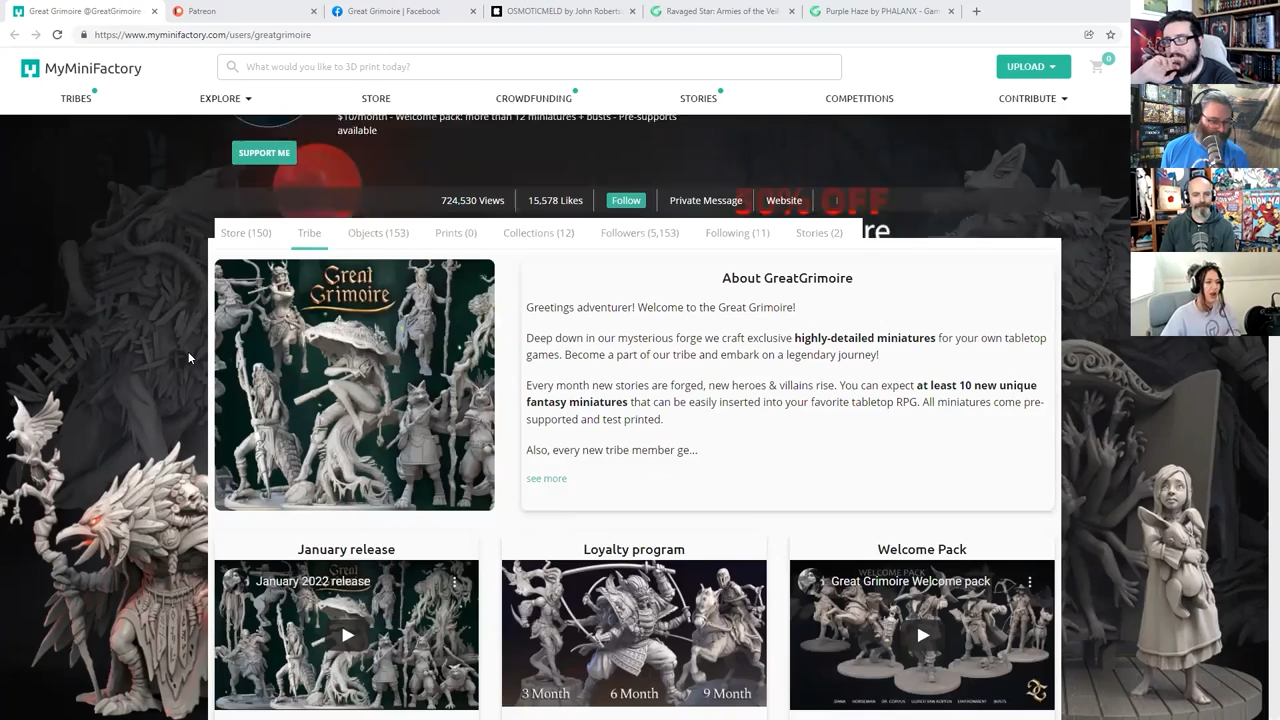 Great Grimoire @GreatGrimoire
Patreon
Great Grimoire | Facebook
OSMOTICMELD by John Roberts
Ravaged Star: Armies of the Veil
Purple Haze by PHALANX - Gam
https://www.myminifactory.com/users/greatgrimoire
MyMiniFactory
What would you like to 3D print today?
UPLOAD
0
TRIBES
EXPLORE
STORE
CROWDFUNDING
STORIES
COMPETITIONS
CONTRIBUTE
$10/month - Welcome pack: more than 12 miniatures + busts - Pre-supports
available
SUPPORT ME
50% OFF
724,530 Views
15,578 Likes
Follow
Private Message
Website
Store (150)
Tribe
Objects (153)
Prints (0)
Collections (12)
Followers (5,153)
Following (11)
Stories (2)
re
Great
Grimoire
About GreatGrimoire
Greetings adventurer! Welcome to the Great Grimoire!
Deep down in our mysterious forge we craft exclusive highly-detailed miniatures for your own tabletop
games. Become a part of our tribe and embark on a legendary journey!
Every month new stories are forged, new heroes & villains rise. You can expect at least 10 new unique
fantasy miniatures that can be easily inserted into your favorite tabletop RPG. All miniatures come pre-
supported and test printed.
Also, every new tribe member ge...
see more
January release
January 2022 release
Loyalty program
3 Month
6 Month
9 Month
Welcome Pack
WELCOME PACK
Great Grimoire Welcome pack